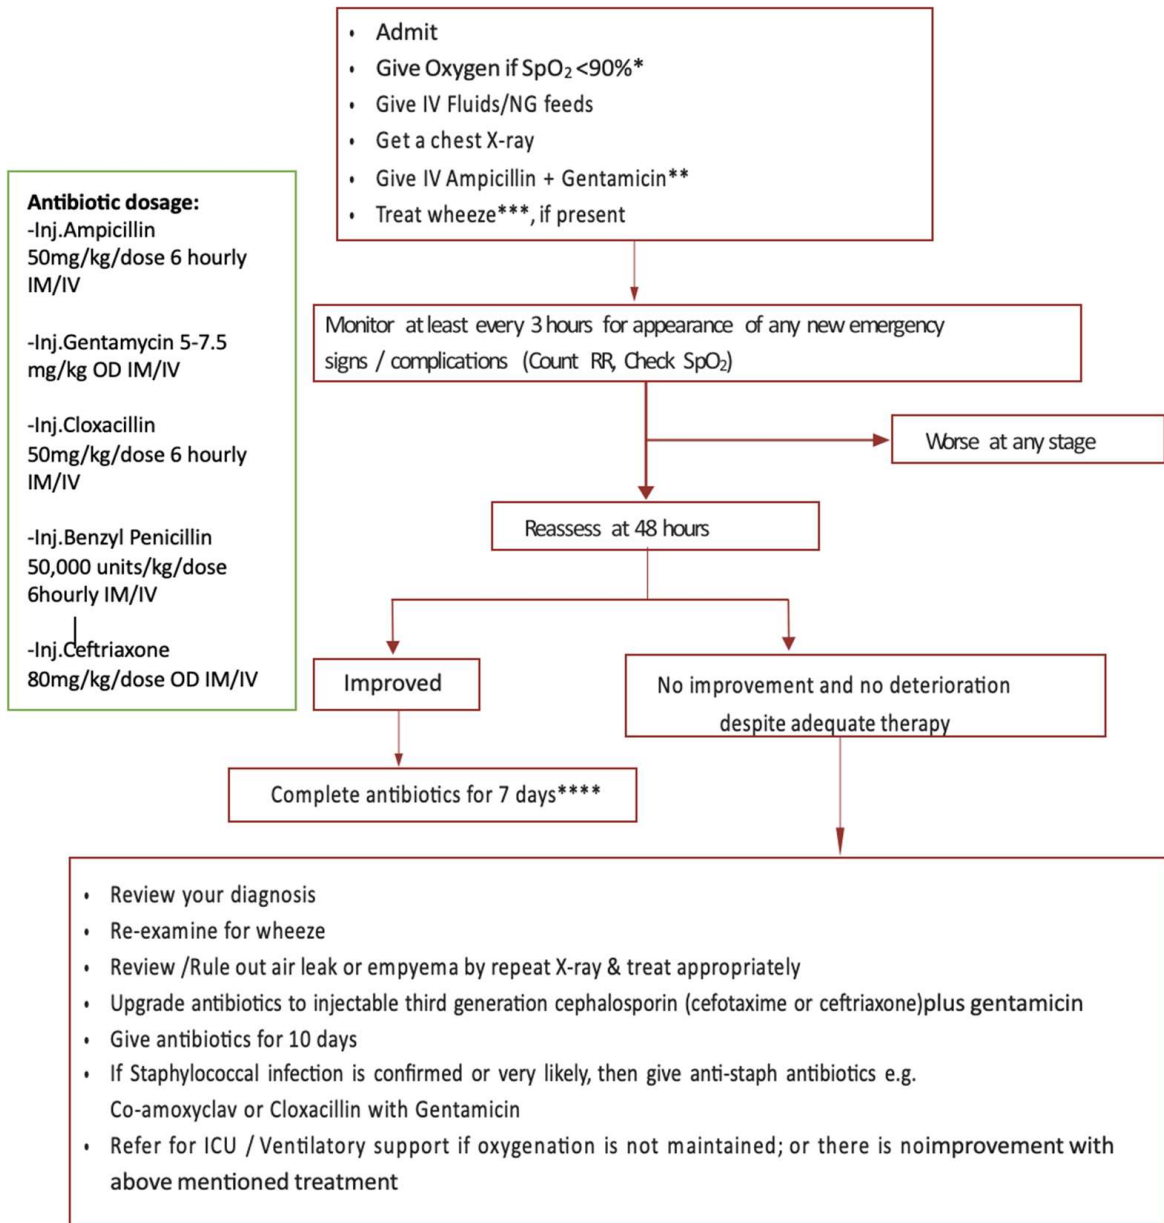 • Admit
• Give Oxygen if SpO₂ <90%*
• Give IV Fluids/NG feeds
• Get a chest X-ray
• Give IV Ampicillin + Gentamicin**
• Treat wheeze***, if present
Antibiotic dosage:
-Inj.Ampicillin
50mg/kg/dose 6 hourly
IM/IV
-Inj.Gentamycin 5-7.5
mg/kg OD IM/IV
-Inj.Cloxacillin
50mg/kg/dose 6 hourly
IM/IV
-Inj.Benzyl Penicillin
50,000 units/kg/dose
6hourly IM/IV
-Inj.Ceftriaxone
80mg/kg/dose OD IM/IV
Monitor at least every 3 hours for appearance of any new emergency
signs / complications (Count RR, Check SpO₂)
Worse at any stage
Reassess at 48 hours
Improved
No improvement and no deterioration
despite adequate therapy
Complete antibiotics for 7 days****
• Review your diagnosis
• Re-examine for wheeze
• Review /Rule out air leak or empyema by repeat X-ray & treat appropriately
• Upgrade antibiotics to injectable third generation cephalosporin (cefotaxime or ceftriaxone)plus gentamicin
• Give antibiotics for 10 days
• If Staphylococcal infection is confirmed or very likely, then give anti-staph antibiotics e.g.
Co-amoxyclav or Cloxacillin with Gentamicin
• Refer for ICU / Ventilatory support if oxygenation is not maintained; or there is noimprovement with
above mentioned treatment